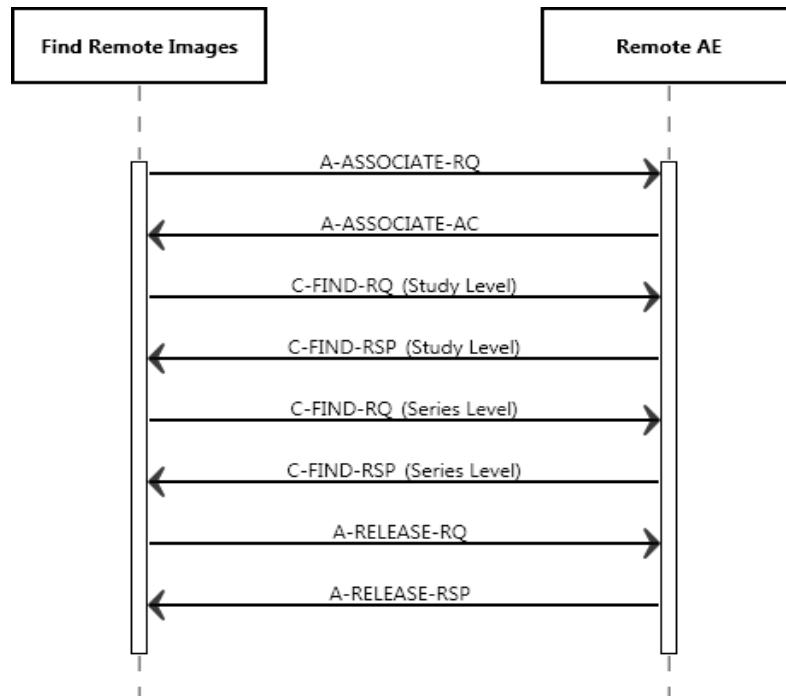 Find Remote Images
Remote AE
A-ASSOCIATE-RQ
A-ASSOCIATE-AC
C-FIND-RQ (Study Level)
C-FIND-RSP (Study Level)
C-FIND-RQ (Series Level)
C-FIND-RSP (Series Level)
A-RELEASE-RQ
A-RELEASE-RSP